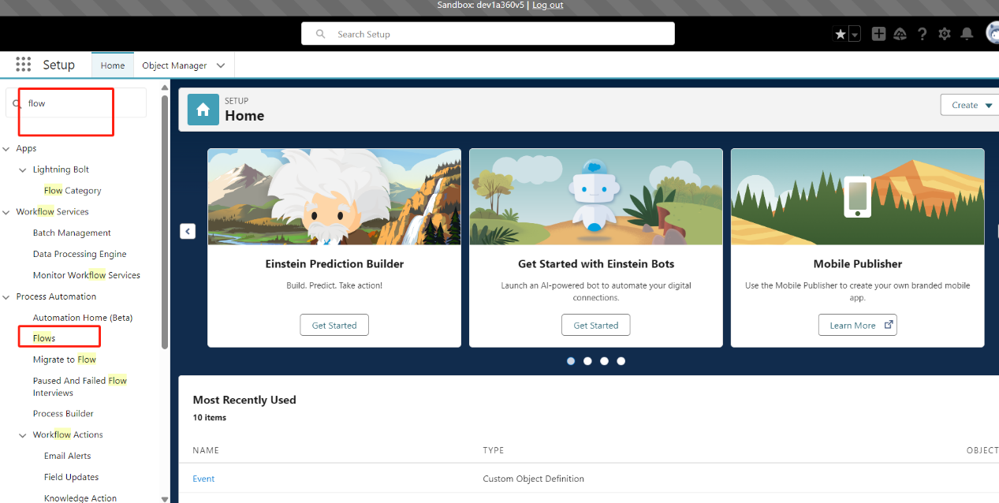 Sandbox: dev1a360v5 | Log out
Search Setup
Setup
Home
Object Manager
flow
Apps
Lightning Bolt
Flow Category
Workflow Services
Batch Management
Data Processing Engine
Monitor Workflow Services
Process Automation
Automation Home (Beta)
Flows
Migrate to Flow
Paused And Failed Flow
Interviews
Process Builder
Workflow Actions
Email Alerts
Field Updates
Knowledge Action
SETUP
Home
Create
Einstein Prediction Builder
Build. Predict. Take action!
Get Started
Get Started with Einstein Bots
Launch an AI-powered bot to automate your digital
connections.
Get Started
Mobile Publisher
Use the Mobile Publisher to create your own branded mobile
app.
Learn More
Most Recently Used
10 items
NAME TYPE OBJECT
Event Custom Object Definition